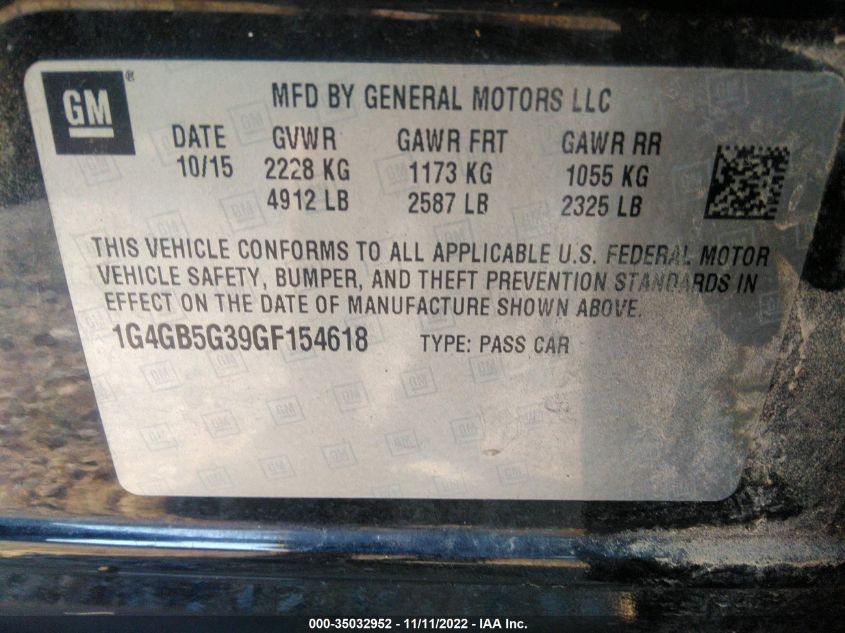 GM ®
MFD BY GENERAL MOTORS LLC
DATE GVWR GAWR FRT GAWR RR
10/15 2228 KG 1173 KG 1055 KG
4912 LB 2587 LB 2325 LB
THIS VEHICLE CONFORMS TO ALL APPLICABLE U.S. FEDERAL MOTOR
VEHICLE SAFETY, BUMPER, AND THEFT PREVENTION STANDARDS IN
EFFECT ON THE DATE OF MANUFACTURE SHOWN ABOVE.
1G4GB5G39GF154618 TYPE: PASS CAR
000-35032952 - 11/11/2022 - IAA Inc.